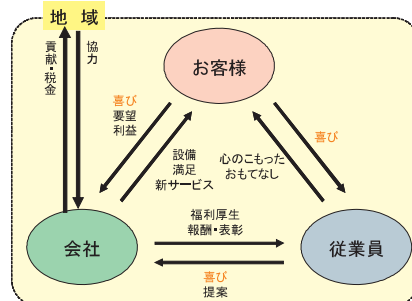 地 域
貢献・税金
協力
お客様
喜び
要望
利益
設備
満足
新サービス
心のこもった
おもてなし
喜び
会社
福利厚生
報酬・表彰
喜び
提案
従業員